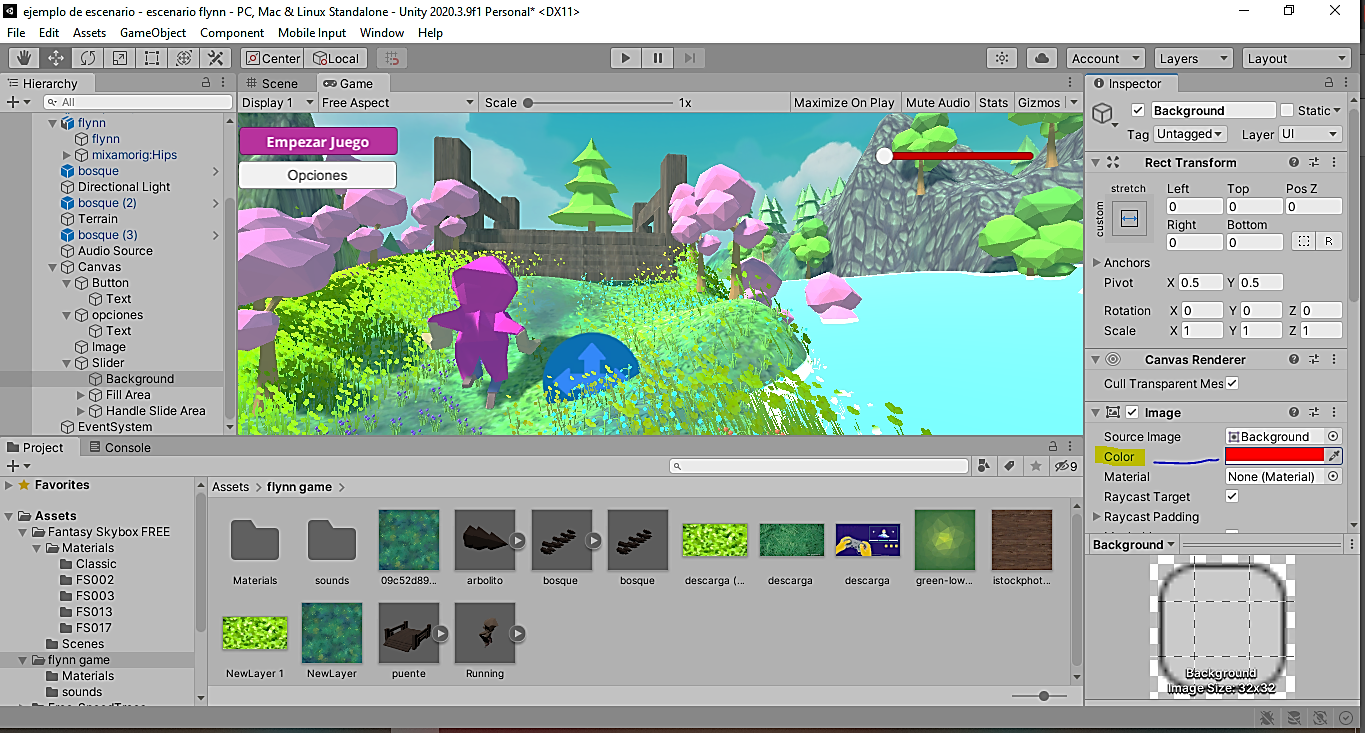 ejemplo de escenario - escenario flynn - PC, Mac & Linux Standalone - Unity 2020.3.9f1 Personal* <DX11>
File Edit Assets GameObject Component Mobile Input Window Help
Center Local Account Layers Layout
Hierarchy
All
flynn
flynn
mixamorig:Hips
bosque
Directional Light
bosque (2)
Terrain
bosque (3)
Audio Source
Canvas
Button
Text
opciones
Text
Image
Slider
Background
Fill Area
Handle Slide Area
EventSystem
Scene Game
Display 1 Free Aspect Scale 1x Maximize On Play Mute Audio Stats Gizmos
Empezar Juego
Opciones
Inspector
Background Static
Tag Untagged Layer UI
Rect Transform
stretch Left Top Pos Z
custom 0 0 0
Right Bottom
0 0 R
Anchors
Pivot X 0.5 Y 0.5
Rotation X 0 Y 0 Z 0
Scale X 1 Y 1 Z 1
Canvas Renderer
Cull Transparent Mes
Image
Source Image Background
Color
Material None (Material)
Raycast Target
Raycast Padding
Background
Background
Image Size: 32x32
Project Console
9
Favorites
Assets
Fantasy Skybox FREE
Materials
Classic
FS002
FS003
FS013
FS017
Scenes
flynn game
Materials
sounds
Assets > flynn game >
Materials sounds 09c52d89... arbolito bosque bosque descarga (... descarga descarga green-low... istockphot...
NewLayer 1 NewLayer puente Running